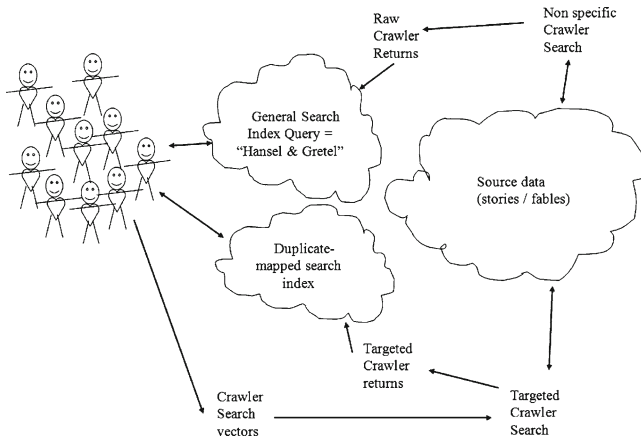 Raw
Crawler
Returns
Non specific
Crawler
Search
General Search
Index Query =
“Hansel & Gretel”
Source data
(stories / fables)
Duplicate-
mapped search
index
Targeted
Crawler
returns
Crawler
Search
vectors
Targeted
Crawler
Search